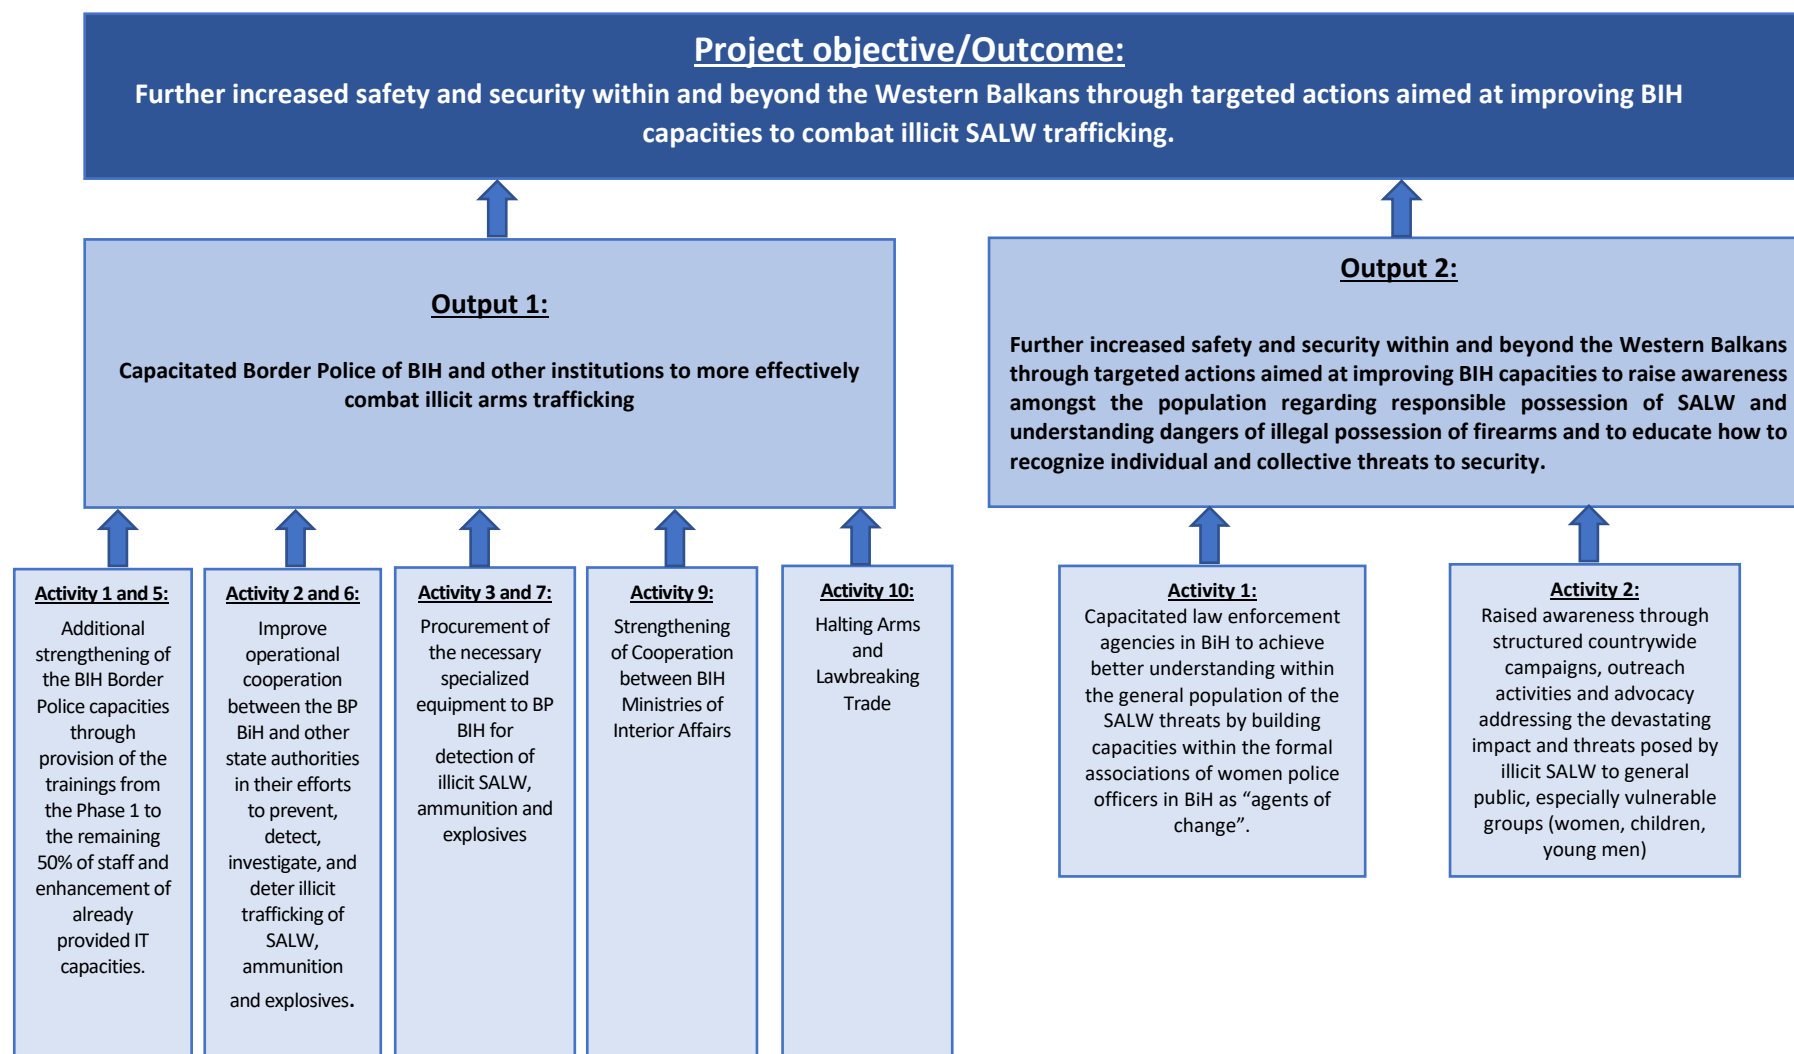 Project objective/Outcome:
Further increased safety and security within and beyond the Western Balkans through targeted actions aimed at improving BIH
capacities to combat illicit SALW trafficking.
Output 1:
Capacitated Border Police of BIH and other institutions to more effectively
combat illicit arms trafficking
Output 2:
Further increased safety and security within and beyond the Western Balkans
through targeted actions aimed at improving BIH capacities to raise awareness
amongst the population regarding responsible possession of SALW and
understanding dangers of illegal possession of firearms and to educate how to
recognize individual and collective threats to security.
Activity 1 and 5:
Additional
strengthening of
the BIH Border
Police capacities
through
provision of the
trainings from
the Phase 1 to
the remaining
50% of staff and
enhancement of
already
provided IT
capacities.
Activity 2 and 6:
Improve
operational
cooperation
between the BP
BiH and other
state authorities
in their efforts
to prevent,
detect,
investigate, and
deter illicit
trafficking of
SALW,
ammunition
and explosives.
Activity 3 and 7:
Procurement of
the necessary
specialized
equipment to BP
BIH for
detection of
illicit SALW,
ammunition and
explosives
Activity 9:
Strengthening
of Cooperation
between BIH
Ministries of
Interior Affairs
Activity 10:
Halting Arms
and
Lawbreaking
Trade
Activity 1:
Capacitated law enforcement
agencies in BiH to achieve
better understanding within
the general population of the
SALW threats by building
capacities within the formal
associations of women police
officers in BiH as “agents of
change”.
Activity 2:
Raised awareness through
structured countrywide
campaigns, outreach
activities and advocacy
addressing the devastating
impact and threats posed by
illicit SALW to general
public, especially vulnerable
groups (women, children,
young men)